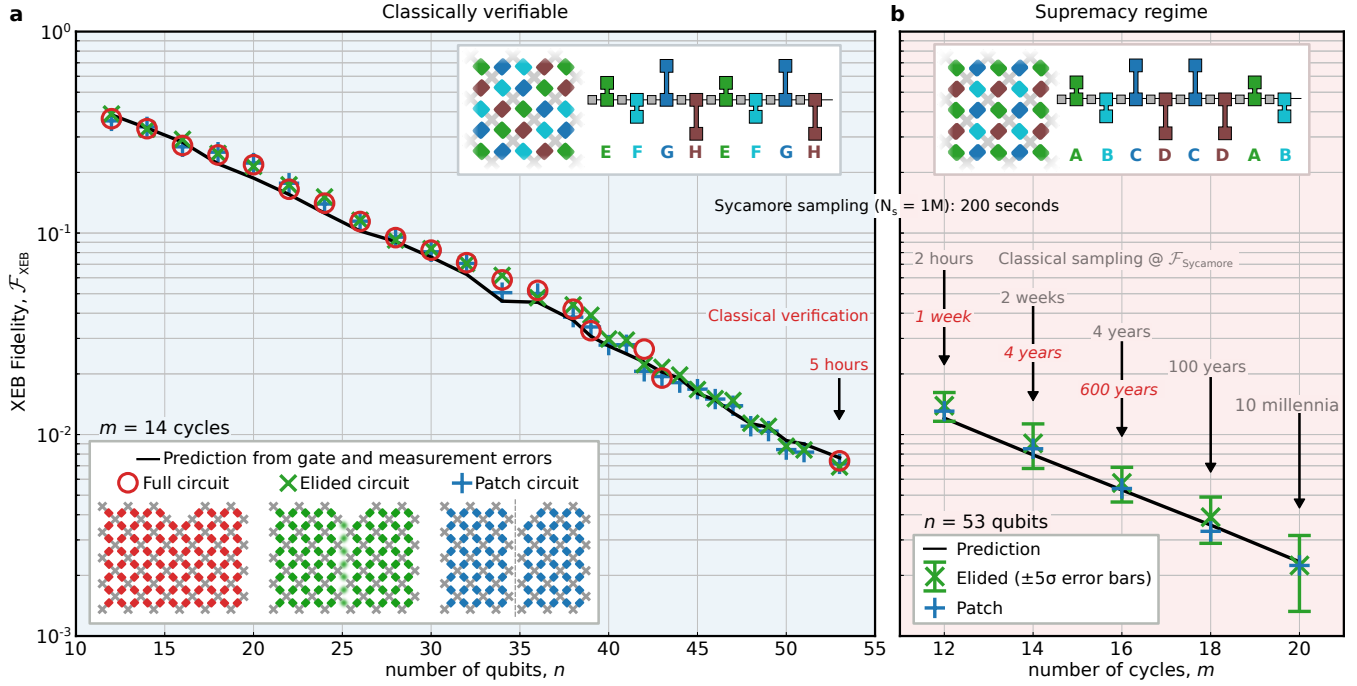 a
Classically verifiable
10⁰
10⁻¹
10⁻²
10⁻³
XEB Fidelity, ℱ_XEB
E F G H E F G H
Sycamore sampling (Nₛ = 1M): 200 seconds
Classical verification
5 hours
m = 14 cycles
Prediction from gate and measurement errors
Full circuit
Elided circuit
Patch circuit
10 15 20 25 30 35 40 45 50 55
number of qubits, n
b
Supremacy regime
A B C D C D A B
2 hours
Classical sampling @ ℱ_Sycamore
1 week
2 weeks
4 years
4 years
600 years
100 years
10 millennia
n = 53 qubits
Prediction
Elided (±5σ error bars)
Patch
12 14 16 18 20
number of cycles, m